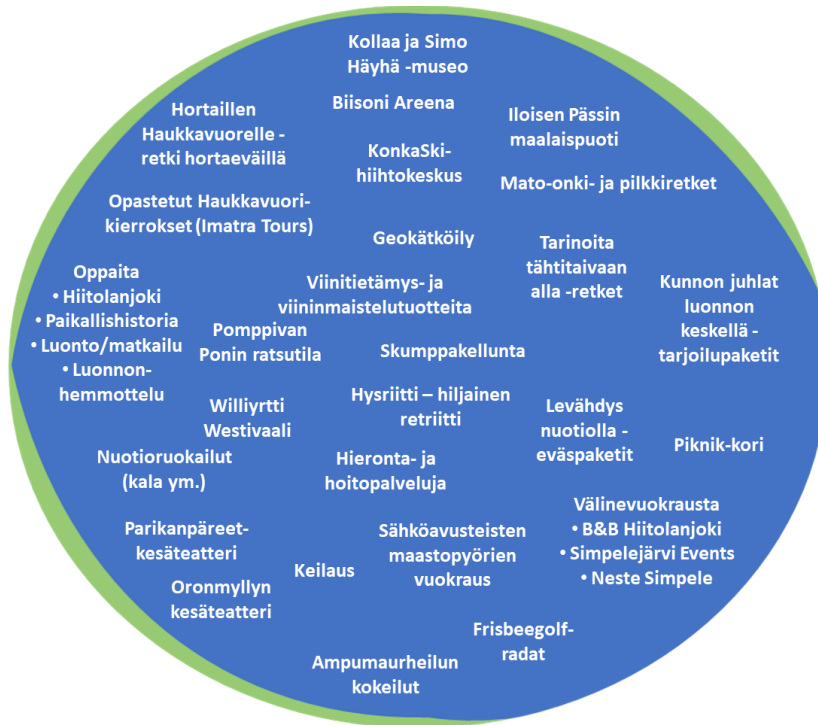 Kollaa ja Simo
Häyhä -museo
Biisoni Areena
Hortaillen
Haukkavuorelle -
retki hortaeväillä
Iloisen Pässin
maalaispuoti
KonkaSki-
hiihtokeskus
Mato-onki- ja pilkkiretket
Opastetut Haukkavuori-
kierrokset (Imatra Tours)
Geokätköily
Tarinoita
tähtitaivaan
alla -retket
Oppaita
• Hiitolanjoki
• Paikallishistoria
• Luonto/matkailu
• Luonnon-
hemmottelu
Viinitietämys- ja
viininmaistelutuotteita
Kunnon juhlat
luonnon
keskellä -
tarjoilupaketit
Pomppivan
Ponin ratsutila
Skumppakellunta
Williyrtti
Westivaali
Hysriitti – hiljainen
retriitti
Levähdys
nuotiolla -
eväspaketit
Piknik-kori
Nuotioruokailut
(kala ym.)
Hieronta- ja
hoitopalveluja
Välinevuokrausta
• B&B Hiitolanjoki
• Simpelejärvi Events
• Neste Simpele
Parikanpäreet-
kesäteatteri
Sähköavusteisten
maastopyörien
vuokraus
Keilaus
Oronmyllyn
kesäteatteri
Frisbeegolf-
radat
Ampumaurheilun
kokeilut